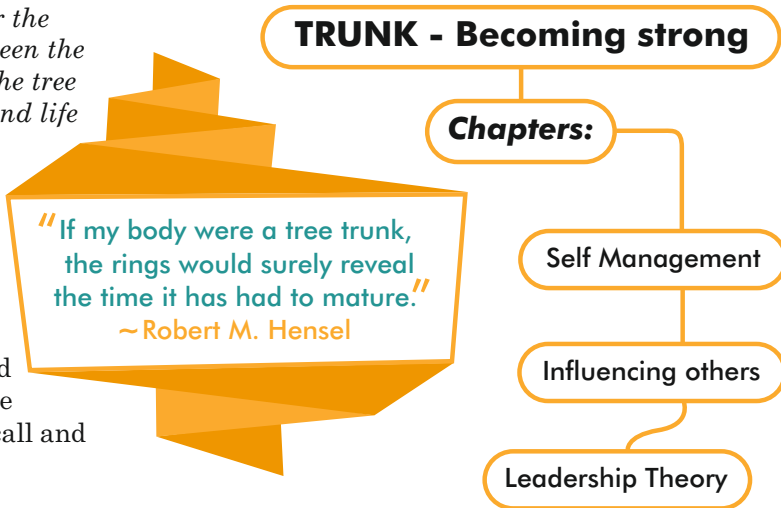 r the
een the
he tree
nd life
d
e
call and
“If my body were a tree trunk,
the rings would surely reveal
the time it has had to mature.”
~Robert M. Hensel
TRUNK - Becoming strong
Chapters:
Self Management
Influencing others
Leadership Theory